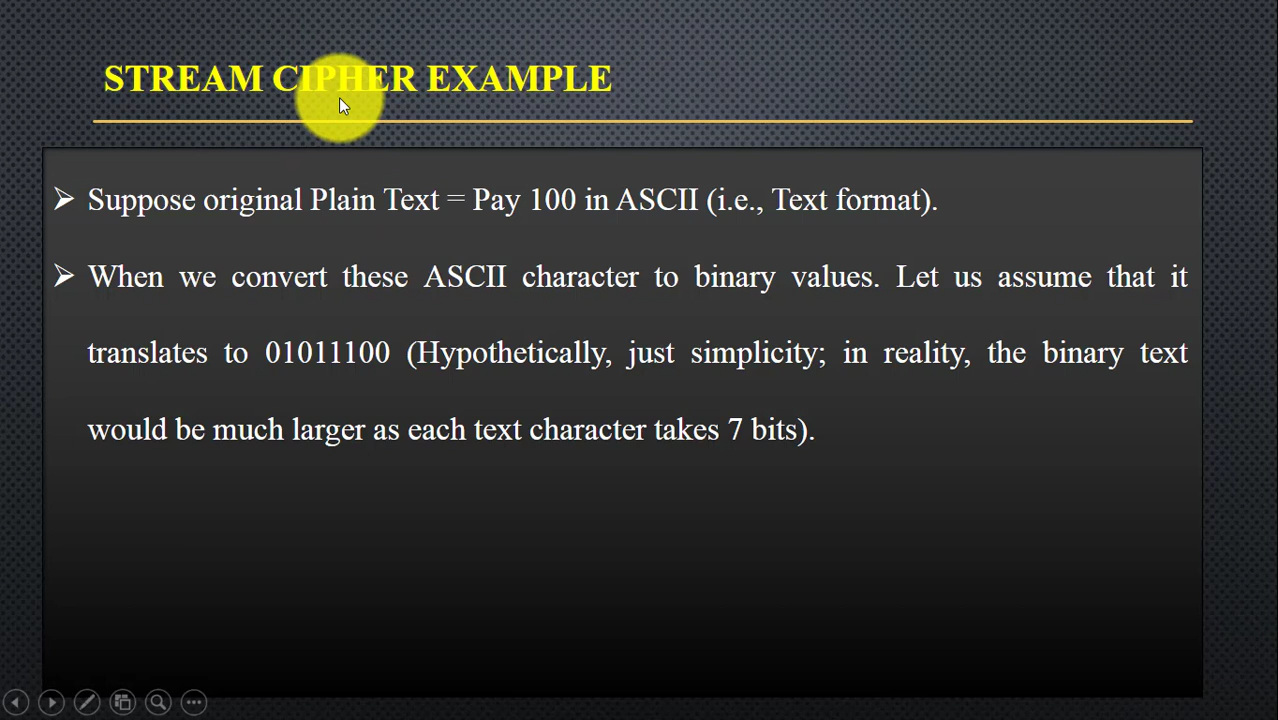 STREAM CIPHER EXAMPLE
Suppose original Plain Text = Pay 100 in ASCII (i.e., Text format).
When we convert these ASCII character to binary values. Let us assume that it
translates to 01011100 (Hypothetically, just simplicity; in reality, the binary text
would be much larger as each text character takes 7 bits).